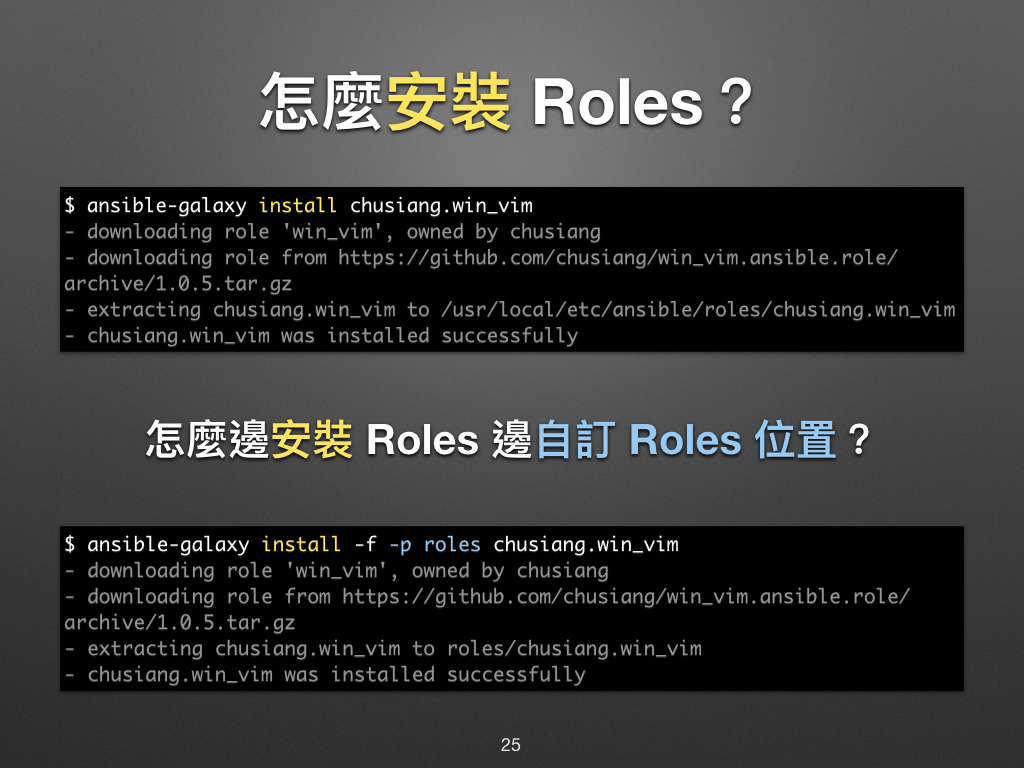 怎麼安裝 Roles？
$ ansible-galaxy install chusiang.win_vim
- downloading role 'win_vim', owned by chusiang
- downloading role from https://github.com/chusiang/win_vim.ansible.role/
archive/1.0.5.tar.gz
- extracting chusiang.win_vim to /usr/local/etc/ansible/roles/chusiang.win_vim
- chusiang.win_vim was installed successfully
怎麼邊安裝 Roles 邊自訂 Roles 位置？
$ ansible-galaxy install -f -p roles chusiang.win_vim
- downloading role 'win_vim', owned by chusiang
- downloading role from https://github.com/chusiang/win_vim.ansible.role/
archive/1.0.5.tar.gz
- extracting chusiang.win_vim to roles/chusiang.win_vim
- chusiang.win_vim was installed successfully
25